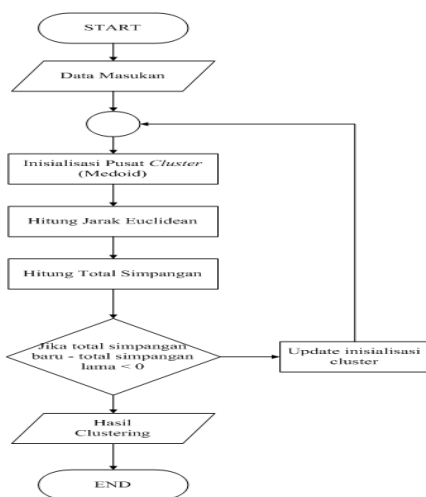 START
Data Masukan
Inisialisasi Pusat Cluster
(Medoid)
Hitung Jarak Euclidean
Hitung Total Simpangan
Jika total simpangan
baru - total simpangan
lama < 0
Update inisialisasi
cluster
Hasil
Clustering
END